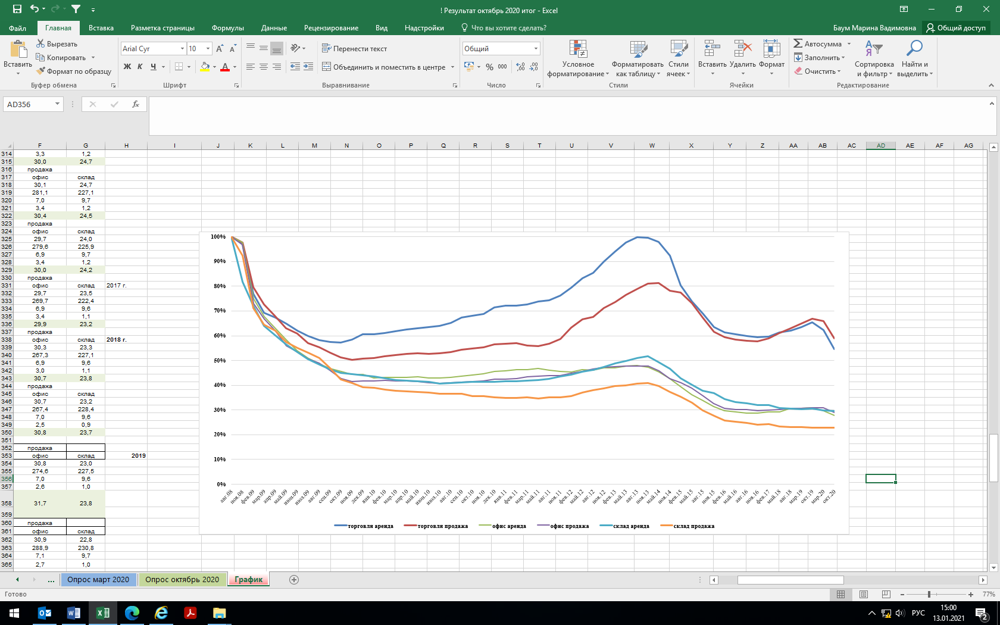 ! Результат октябрь 2020 итог - Excel
Файл Главная Вставка Разметка страницы Формулы Данные Рецензирование Вид Надстройки Что вы хотите сделать? Баум Марина Вадимовна Общий доступ
Вставить
Вырезать
Копировать
Формат по образцу
Буфер обмена
Arial Cyr 10
Ж К Ч
Шрифт
Перенести текст
Объединить и поместить в центре
Выравнивание
Общий
% 000
Число
Условное форматирование
Форматировать как таблицу
Стили ячеек
Стили
Вставить Удалить Формат
Ячейки
Автосумма
Заполнить
Очистить
Сортировка и фильтр
Найти и выделить
Редактирование
AD356 fx
F G H I J K L M N O P Q R S T U V W X Y Z AA AB AC AD AE AF AG
314 3,3 1,2
315 30,0 24,7
316 продажа
317 офис склад
318 30,1 24,7
319 281,1 227,1
320 7,0 9,7
321 3,4 1,2
322 30,4 24,5
323 продажа
324 офис склад
325 29,7 24,0
326 279,6 225,9
327 6,9 9,7
328 3,4 1,2
329 30,0 24,2
330 продажа
331 офис склад 2017 г.
332 29,7 23,5
333 269,7 222,4
334 6,9 9,6
335 3,4 1,1
336 29,9 23,2
337 продажа
338 офис склад 2018 г.
339 30,3 23,3
340 267,3 227,1
341 6,9 9,6
342 3,0 1,1
343 30,7 23,8
344 продажа
345 офис склад
346 30,7 23,2
347 267,4 228,4
348 7,0 9,6
349 2,5 0,9
350 30,8 23,7
351
352 продажа
353 офис склад 2019
354 30,8 23,0
355 274,6 227,5
356 7,0 9,6
357 2,6 1,0
358 31,7 23,8
359
360 продажа
361 офис склад
362 30,9 22,8
363 288,9 230,8
364 7,1 9,7
365 2,7 1,0
100%
90%
80%
70%
60%
50%
40%
30%
20%
10%
0%
авг.08 ноя.08 фев.09 мар.09 апр.09 май.09 июн.09 июл.09 авг.09 сен.09 окт.09 ноя.09 дек.09 янв.10 фев.10 мар.10 апр.10 май.10 июн.10 июл.10 авг.10 сен.10 окт.10 ноя.10 дек.10 янв.11 фев.11 мар.11 май.11 авг.11 ноя.11 фев.12 май.12 авг.12 ноя.12 фев.13 май.13 авг.13 ноя.13 май.14 ноя.14 фев.15 май.15 авг.15 ноя.15 фев.16 май.16 авг.16 ноя.16 фев.17 май.18 авг.18 мар.19 окт.19 мар.20 окт.20
торговля аренда торговля продажа офис аренда офис продажа склад аренда склад продажа
... Опрос март 2020 Опрос октябрь 2020 График
Готово 77%
РУС 15:00
13.01.2021 2